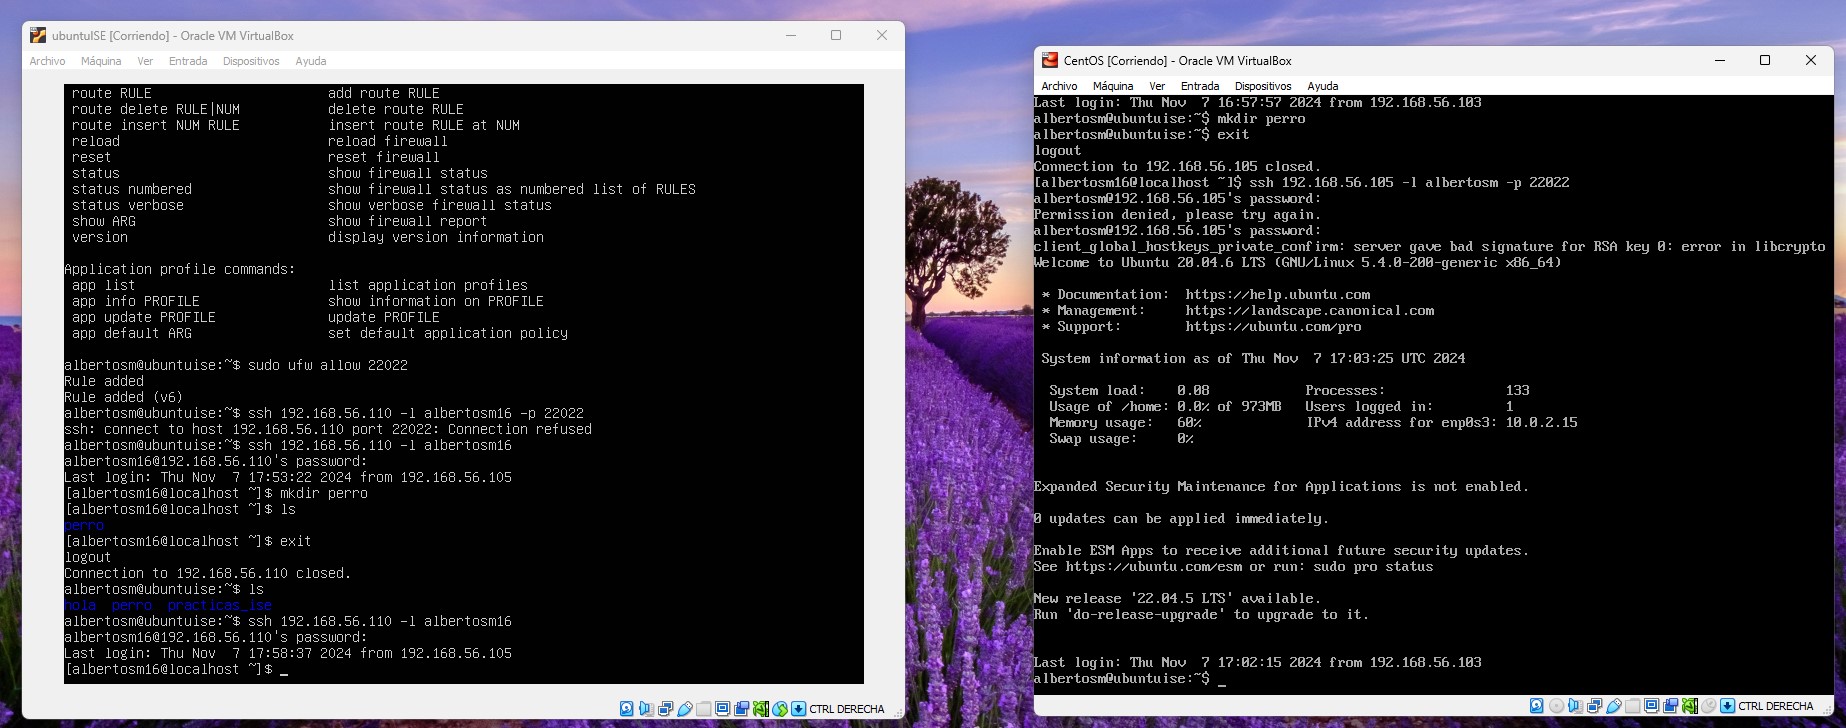 ubuntuISE [Corriendo] - Oracle VM VirtualBox
Archivo Máquina Ver Entrada Dispositivos Ayuda
route RULE add route RULE
route delete RULE|NUM delete route RULE
route insert NUM RULE insert route RULE at NUM
reload reload firewall
reset reset firewall
status show firewall status
status numbered show firewall status as numbered list of RULES
status verbose show verbose firewall status
show ARG show firewall report
version display version information
Application profile commands:
app list list application profiles
app info PROFILE show information on PROFILE
app update PROFILE update PROFILE
app default ARG set default application policy
albertosm@ubuntuise:~$ sudo ufw allow 22022
Rule added
Rule added (v6)
albertosm@ubuntuise:~$ ssh 192.168.56.110 -l albertosm16 -p 22022
ssh: connect to host 192.168.56.110 port 22022: Connection refused
albertosm@ubuntuise:~$ ssh 192.168.56.110 -l albertosm16
albertosm16@192.168.56.110's password:
Last login: Thu Nov  7 17:53:22 2024 from 192.168.56.105
[albertosm16@localhost ~]$ mkdir perro
[albertosm16@localhost ~]$ ls
perro
[albertosm16@localhost ~]$ exit
logout
Connection to 192.168.56.110 closed.
albertosm@ubuntuise:~$ ls
hola  perro  practicas_ise
albertosm@ubuntuise:~$ ssh 192.168.56.110 -l albertosm16
albertosm16@192.168.56.110's password:
Last login: Thu Nov  7 17:58:37 2024 from 192.168.56.105
[albertosm16@localhost ~]$ _
CTRL DERECHA
CentOS [Corriendo] - Oracle VM VirtualBox
Archivo Máquina Ver Entrada Dispositivos Ayuda
Last login: Thu Nov  7 16:57:57 2024 from 192.168.56.103
albertosm@ubuntuise:~$ mkdir perro
albertosm@ubuntuise:~$ exit
logout
Connection to 192.168.56.105 closed.
[albertosm16@localhost ~]$ ssh 192.168.56.105 -l albertosm -p 22022
albertosm@192.168.56.105's password:
Permission denied, please try again.
albertosm@192.168.56.105's password:
client_global_hostkeys_private_confirm: server gave bad signature for RSA key 0: error in libcrypto
Welcome to Ubuntu 20.04.6 LTS (GNU/Linux 5.4.0-200-generic x86_64)
* Documentation:  https://help.ubuntu.com
* Management:     https://landscape.canonical.com
* Support:        https://ubuntu.com/pro
System information as of Thu Nov  7 17:03:25 UTC 2024
System load:    0.08           Processes:               133
Usage of /home: 0.0% of 973MB   Users logged in:         1
Memory usage:   60%            IPv4 address for enp0s3: 10.0.2.15
Swap usage:     0%
Expanded Security Maintenance for Applications is not enabled.
0 updates can be applied immediately.
Enable ESM Apps to receive additional future security updates.
See https://ubuntu.com/esm or run: sudo pro status
New release '22.04.5 LTS' available.
Run 'do-release-upgrade' to upgrade to it.
Last login: Thu Nov  7 17:02:15 2024 from 192.168.56.103
albertosm@ubuntuise:~$ _
CTRL DERECHA